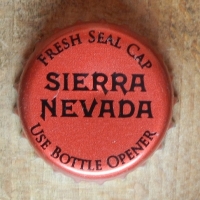 FRESH SEAL CAP
SIERRA
NEVADA
USE BOTTLE OPENER